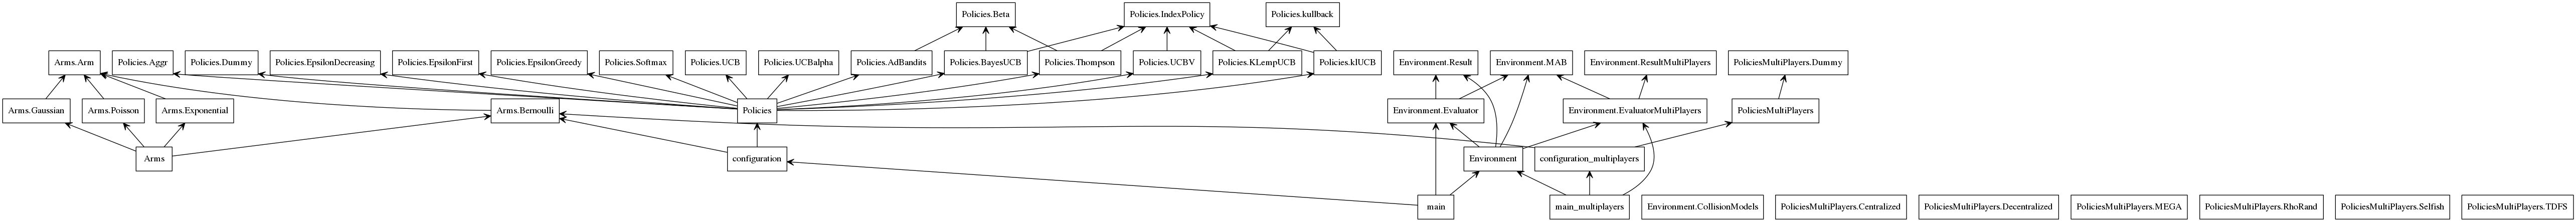 Policies.Beta
Policies.IndexPolicy
Policies.kullback
Arms.Arm
Policies.Aggr
Policies.Dummy
Policies.EpsilonDecreasing
Policies.EpsilonFirst
Policies.EpsilonGreedy
Policies.Softmax
Policies.UCB
Policies.UCBalpha
Policies.AdBandits
Policies.BayesUCB
Policies.Thompson
Policies.UCBV
Policies.KLempUCB
Policies.klUCB
Environment.Result
Environment.MAB
Environment.ResultMultiPlayers
PoliciesMultiPlayers.Dummy
Arms.Gaussian
Arms.Poisson
Arms.Exponential
Arms.Bernoulli
Policies
Environment.Evaluator
Environment.EvaluatorMultiPlayers
PoliciesMultiPlayers
Arms
configuration
Environment
configuration_multiplayers
main
main_multiplayers
Environment.CollisionModels
PoliciesMultiPlayers.Centralized
PoliciesMultiPlayers.Decentralized
PoliciesMultiPlayers.MEGA
PoliciesMultiPlayers.RhoRand
PoliciesMultiPlayers.Selfish
PoliciesMultiPlayers.TDFS